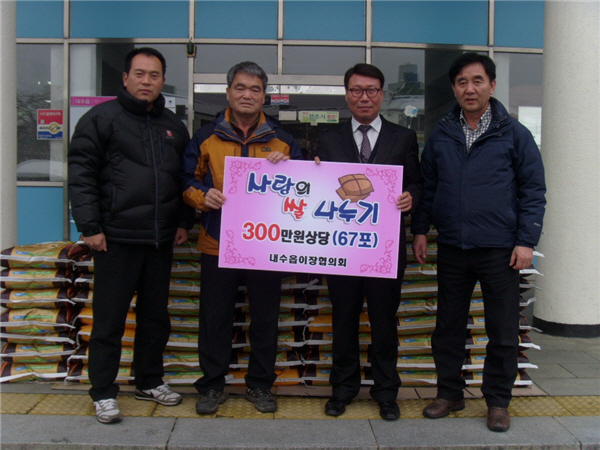 사랑의
쌀 나누기
300만원상당(67포)
내수읍이장협의회